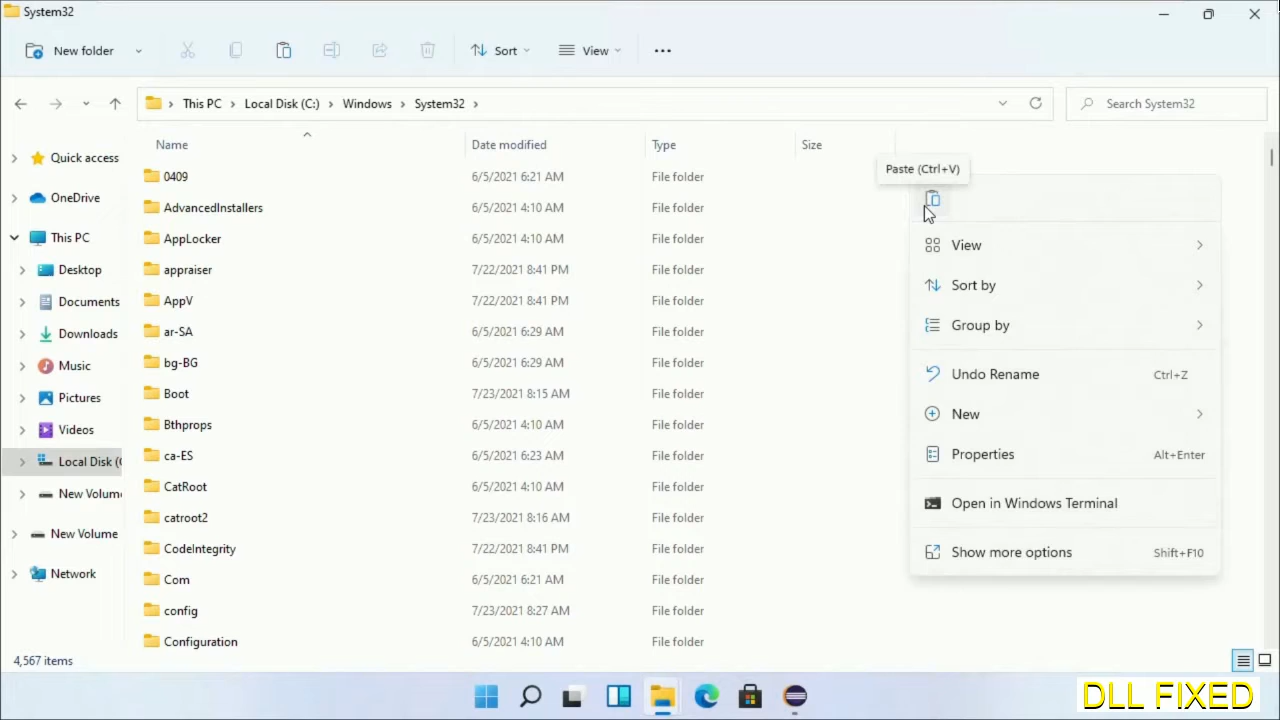 System32
New folder
Sort
View
This PC
Local Disk (C:)
Windows
System32
Search System32
Name
Date modified
Type
Size
Quick access
OneDrive
This PC
Desktop
Documents
Downloads
Music
Pictures
Videos
Local Disk (
New Volum
New Volume
Network
0409 6/5/2021 6:21 AM File folder
AdvancedInstallers 6/5/2021 4:10 AM File folder
AppLocker 6/5/2021 4:10 AM File folder
appraiser 7/22/2021 8:41 PM File folder
AppV 7/22/2021 8:41 PM File folder
ar-SA 6/5/2021 6:29 AM File folder
bg-BG 6/5/2021 6:29 AM File folder
Boot 7/23/2021 8:15 AM File folder
Bthprops 6/5/2021 4:10 AM File folder
ca-ES 6/5/2021 6:23 AM File folder
CatRoot 6/5/2021 4:10 AM File folder
catroot2 7/23/2021 8:16 AM File folder
CodeIntegrity 7/22/2021 8:41 PM File folder
Com 6/5/2021 6:21 AM File folder
config 7/23/2021 8:27 AM File folder
Configuration 6/5/2021 4:10 AM File folder
Paste (Ctrl+V)
View
Sort by
Group by
Undo Rename Ctrl+Z
New
Properties Alt+Enter
Open in Windows Terminal
Show more options Shift+F10
4,567 items
DLL FIXED